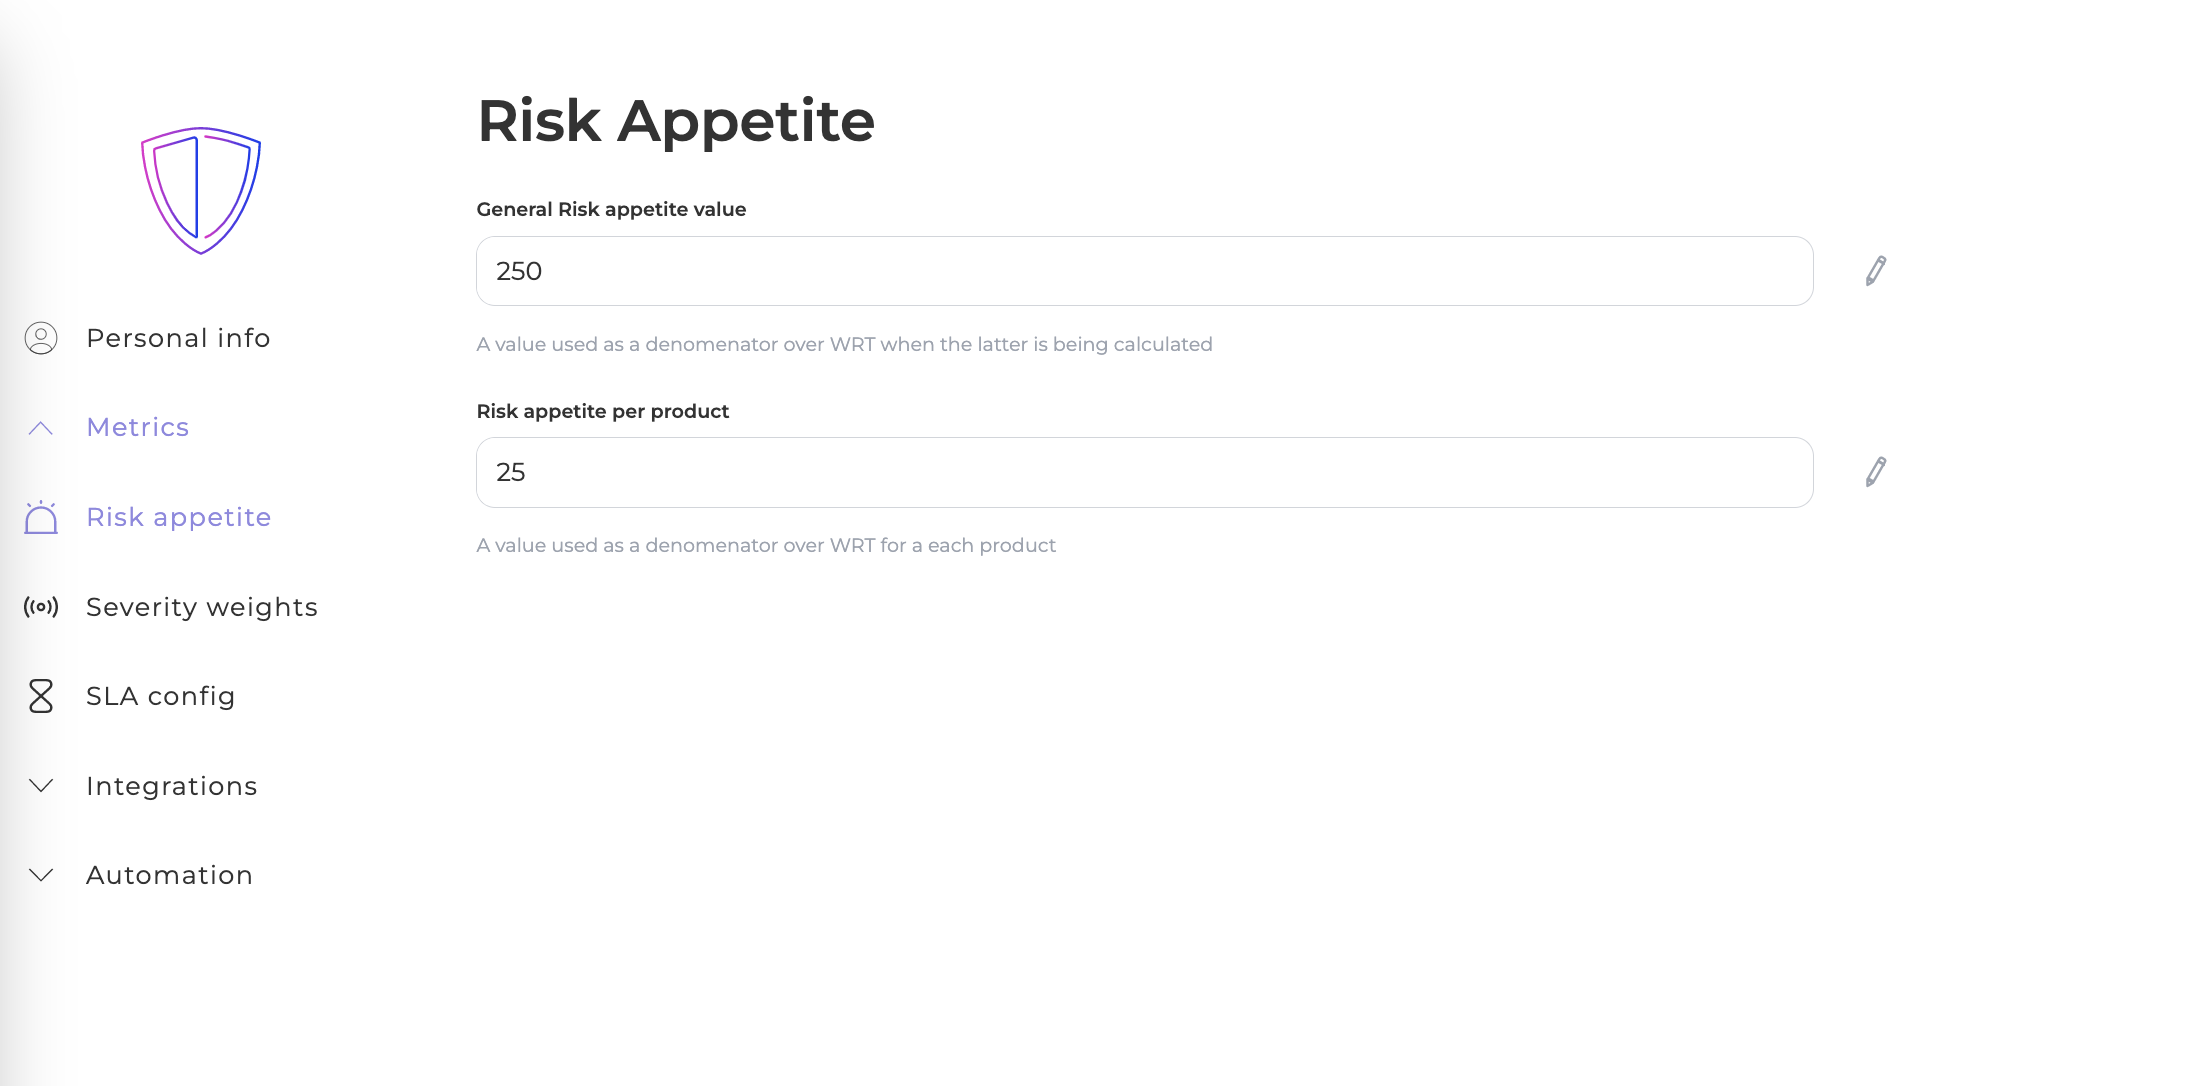 Risk Appetite
General Risk appetite value
250
A value used as a denomenator over WRT when the latter is being calculated
Risk appetite per product
25
A value used as a denomenator over WRT for a each product
Personal info
Metrics
Risk appetite
Severity weights
SLA config
Integrations
Automation